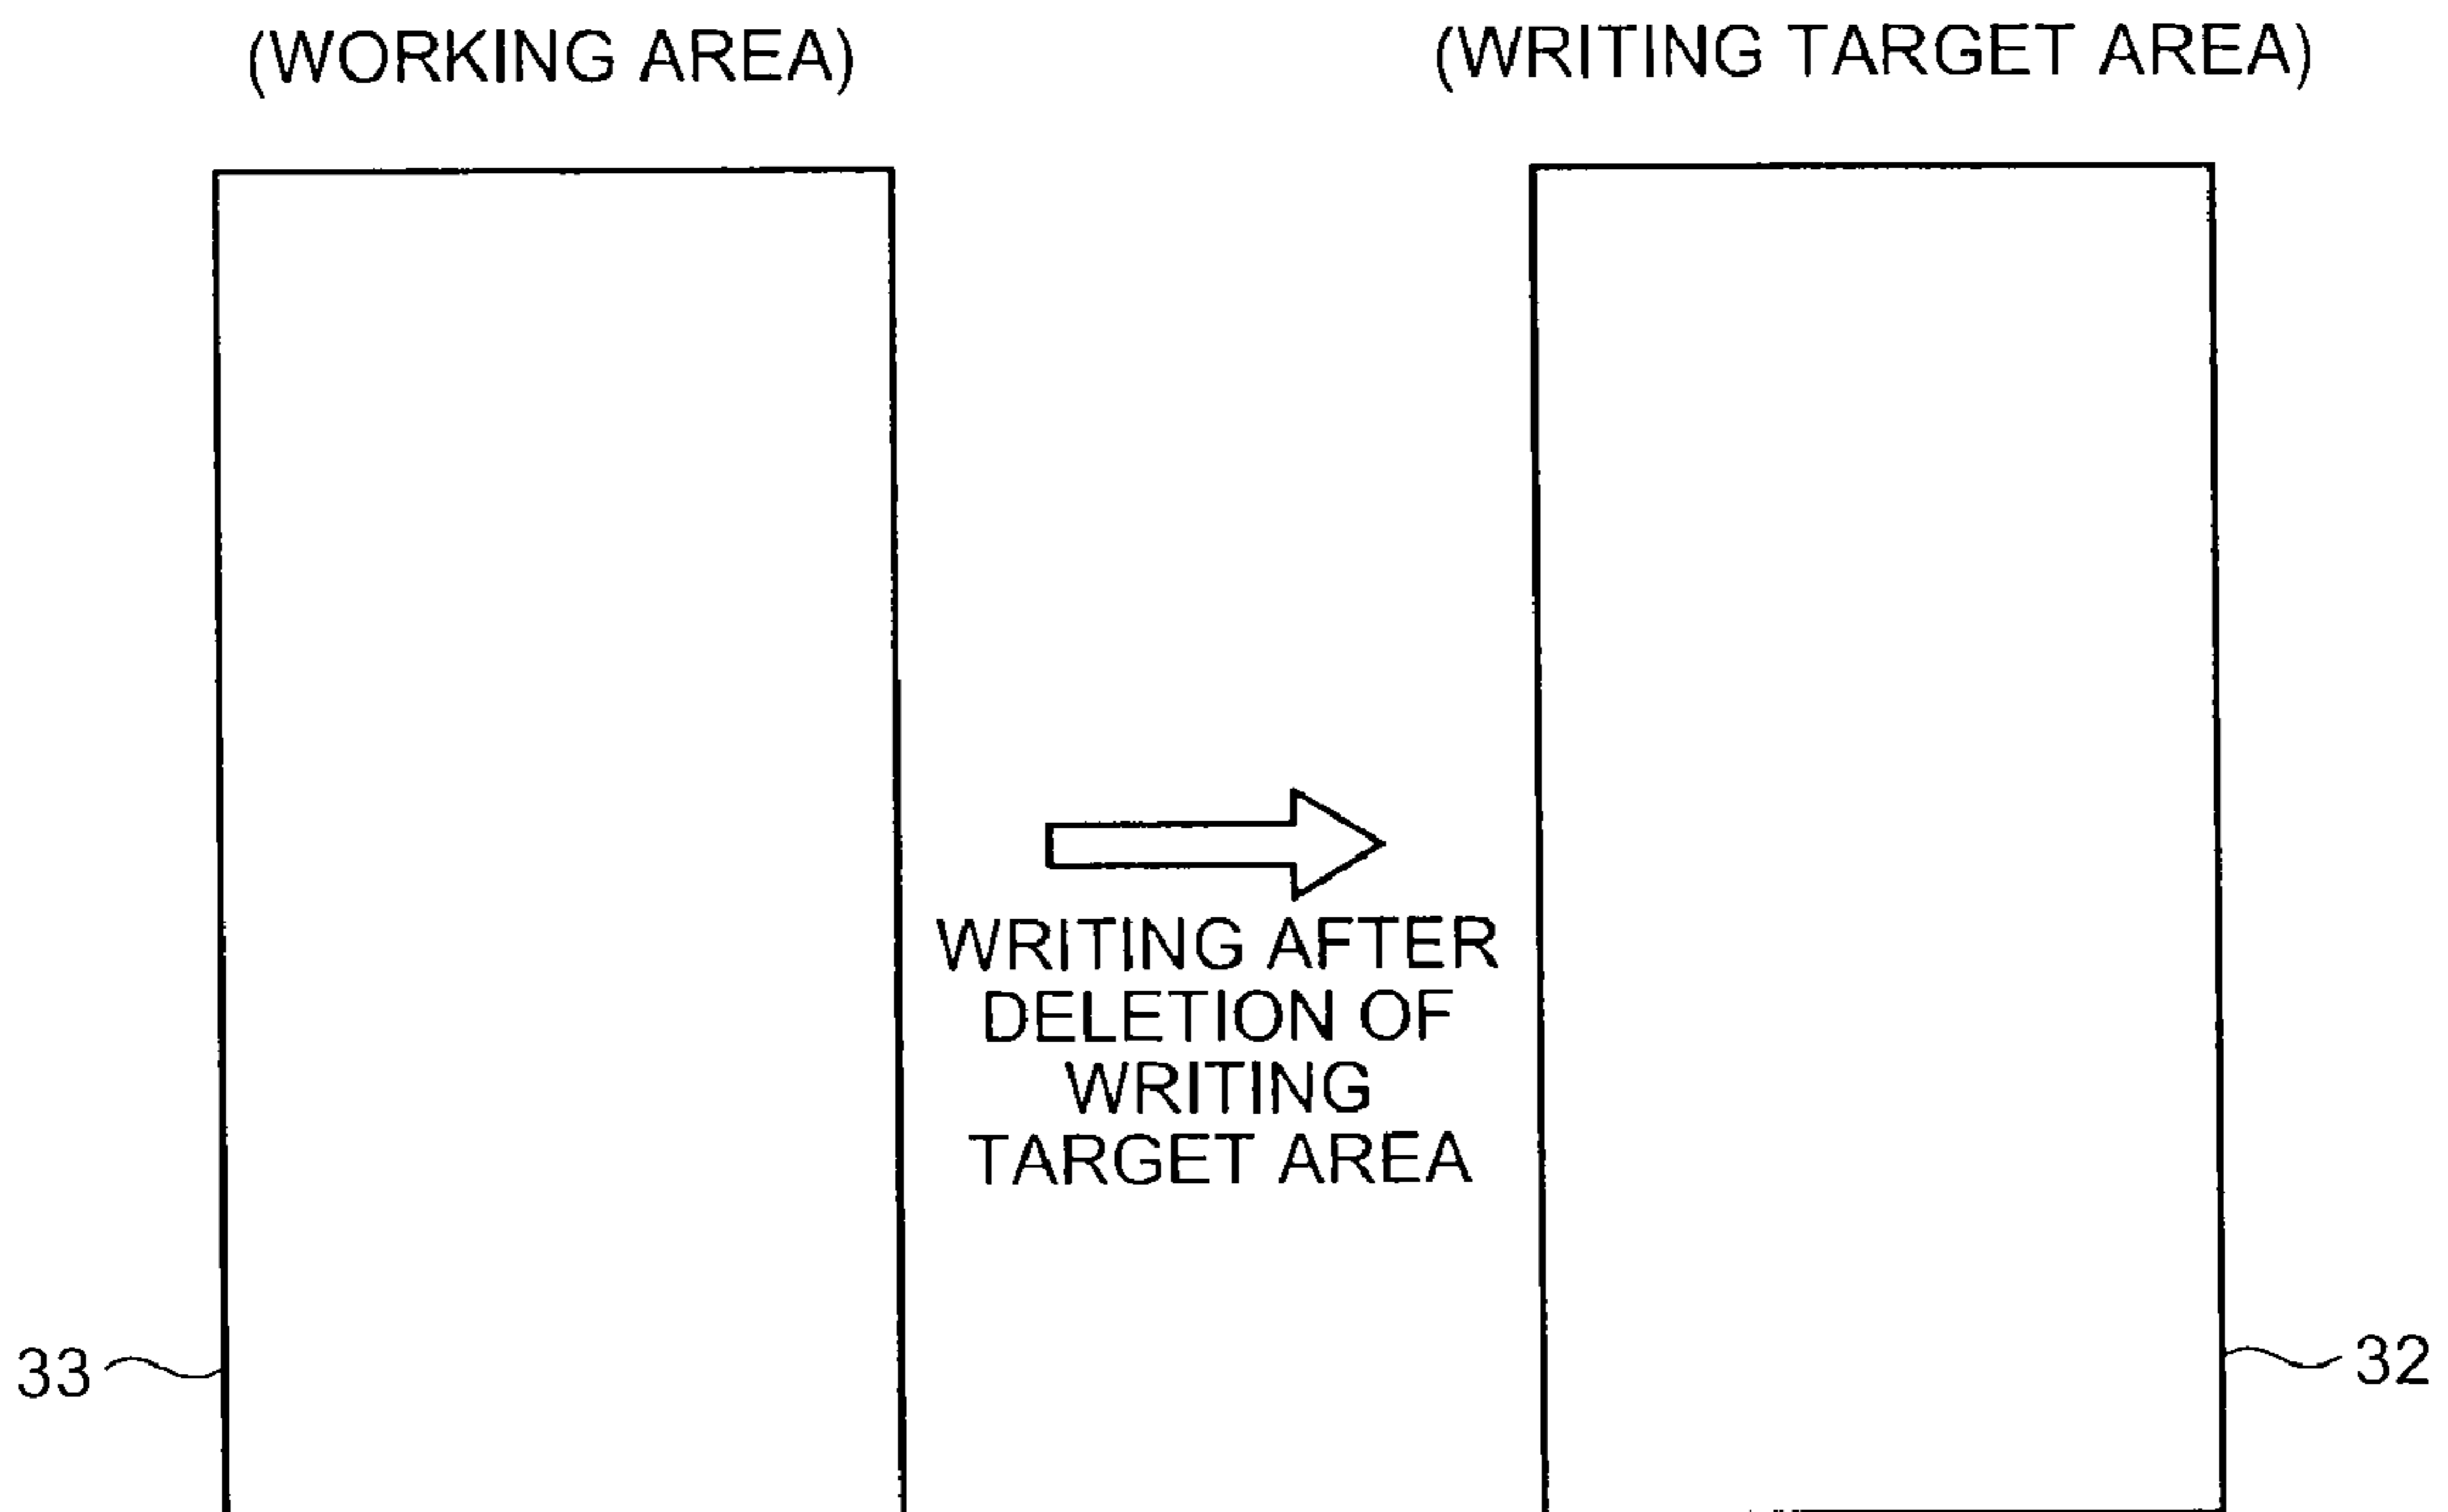 (WORKING AREA)
(WRITING TARGET AREA)
WRITING AFTER
DELETION OF
WRITING
TARGET AREA
33
32